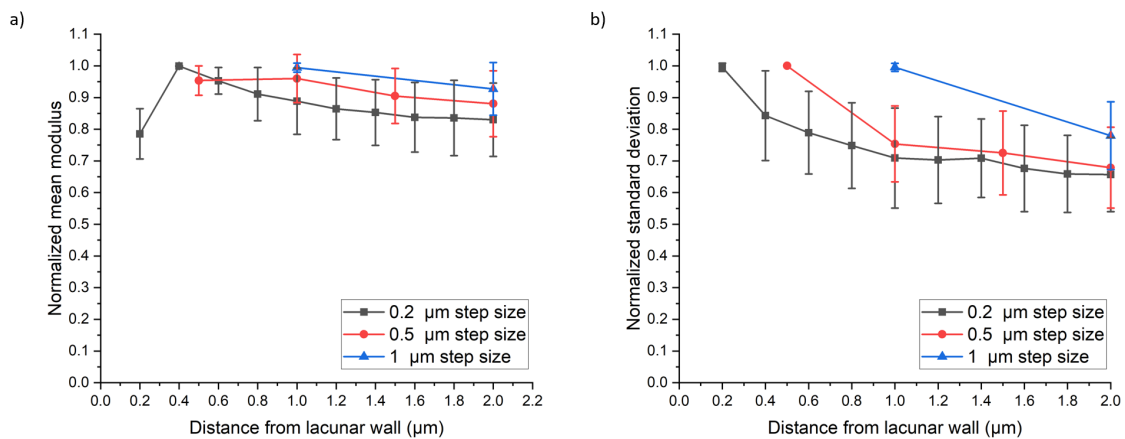 a)
Normalized mean modulus
1.1
1.0
0.9
0.8
0.7
0.6
0.5
0.4
0.3
0.2
0.1
0.0
0.2 µm step size
0.5 µm step size
1 µm step size
0.0 0.2 0.4 0.6 0.8 1.0 1.2 1.4 1.6 1.8 2.0 2.2
Distance from lacunar wall (µm)
b)
Normalized standard deviation
1.1
1.0
0.9
0.8
0.7
0.6
0.5
0.4
0.3
0.2
0.1
0.0
0.2 µm step size
0.5 µm step size
1 µm step size
0.0 0.2 0.4 0.6 0.8 1.0 1.2 1.4 1.6 1.8 2.0
Distance from lacunar wall (µm)